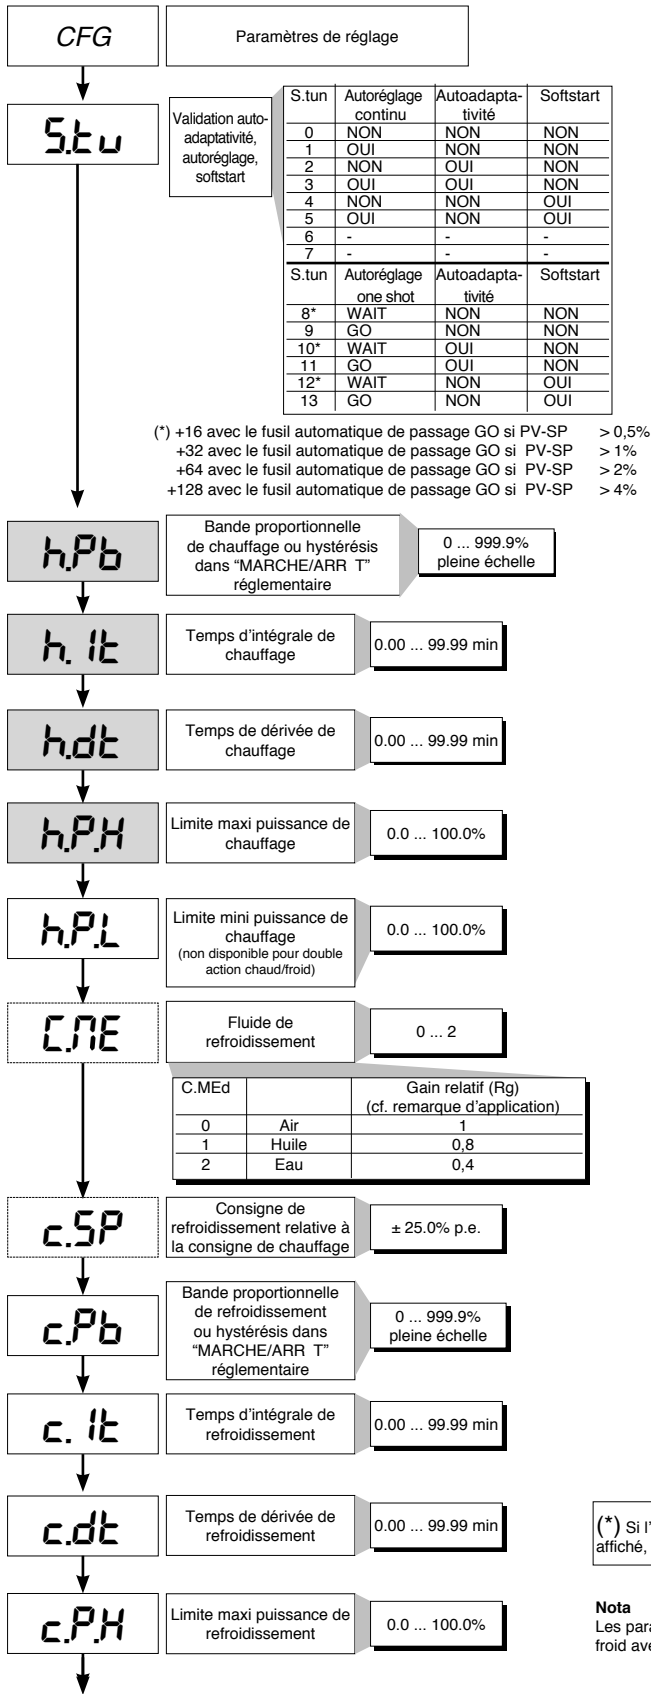 CFG
Paramètres de réglage
S.tu
Validation auto-
adaptativité,
autoréglage,
softstart
S.tun Autoréglage continu Autoadapta-tivité Softstart
0 NON NON NON
1 OUI NON NON
2 NON OUI NON
3 OUI OUI NON
4 NON NON OUI
5 OUI NON OUI
6 - - -
7 - - -
S.tun Autoréglage one shot Autoadapta-tivité Softstart
8* WAIT NON NON
9 GO NON NON
10* WAIT OUI NON
11 GO OUI NON
12* WAIT NON OUI
13 GO NON OUI
(*) +16 avec le fusil automatique de passage GO si PV-SP > 0,5%
+32 avec le fusil automatique de passage GO si PV-SP > 1%
+64 avec le fusil automatique de passage GO si PV-SP > 2%
+128 avec le fusil automatique de passage GO si PV-SP > 4%
h.Pb
Bande proportionnelle
de chauffage ou hystérésis
dans “MARCHE/ARR T”
réglementaire
0 ... 999.9%
pleine échelle
h. It
Temps d’intégrale de
chauffage
0.00 ... 99.99 min
h.dt
Temps de dérivée de
chauffage
0.00 ... 99.99 min
h.P.H
Limite maxi puissance de
chauffage
0.0 ... 100.0%
h.P.L
Limite mini puissance de
chauffage
(non disponible pour double
action chaud/froid)
0.0 ... 100.0%
C.ME
Fluide de
refroidissement
0 ... 2
C.MEd Gain relatif (Rg)
(cf. remarque d’application)
0 Air 1
1 Huile 0,8
2 Eau 0,4
c.SP
Consigne de
refroidissement relative à
la consigne de chauffage
± 25.0% p.e.
c.Pb
Bande proportionnelle
de refroidissement
ou hystérésis dans
“MARCHE/ARR T”
réglementaire
0 ... 999.9%
pleine échelle
c. It
Temps d’intégrale de
refroidissement
0.00 ... 99.99 min
c.dt
Temps de dérivée de
refroidissement
0.00 ... 99.99 min
(*) Si l’
affiché,
c.P.H
Limite maxi puissance de
refroidissement
0.0 ... 100.0%
Nota
Les para
froid ave